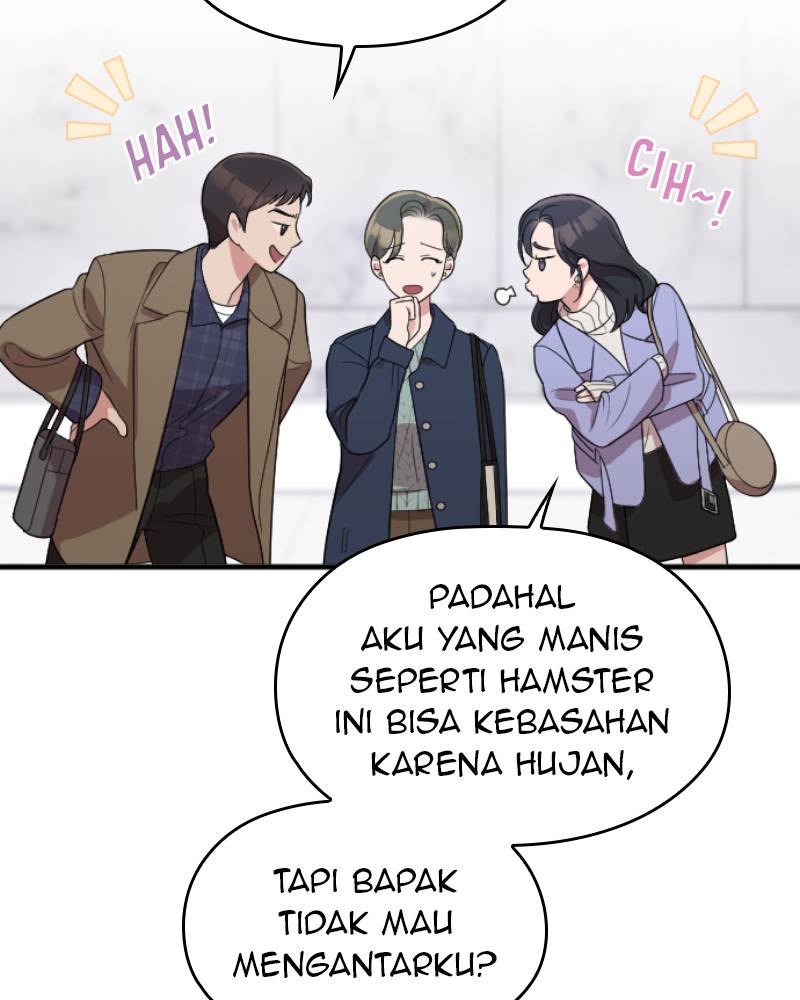 HAH!
CIH~!
PADAHAL
AKU YANG MANIS
SEPERTI HAMSTER
INI BISA KEBASAHAN
KARENA HUJAN,
TAPI BAPAK
TIDAK MAU
MENGANTARKU?